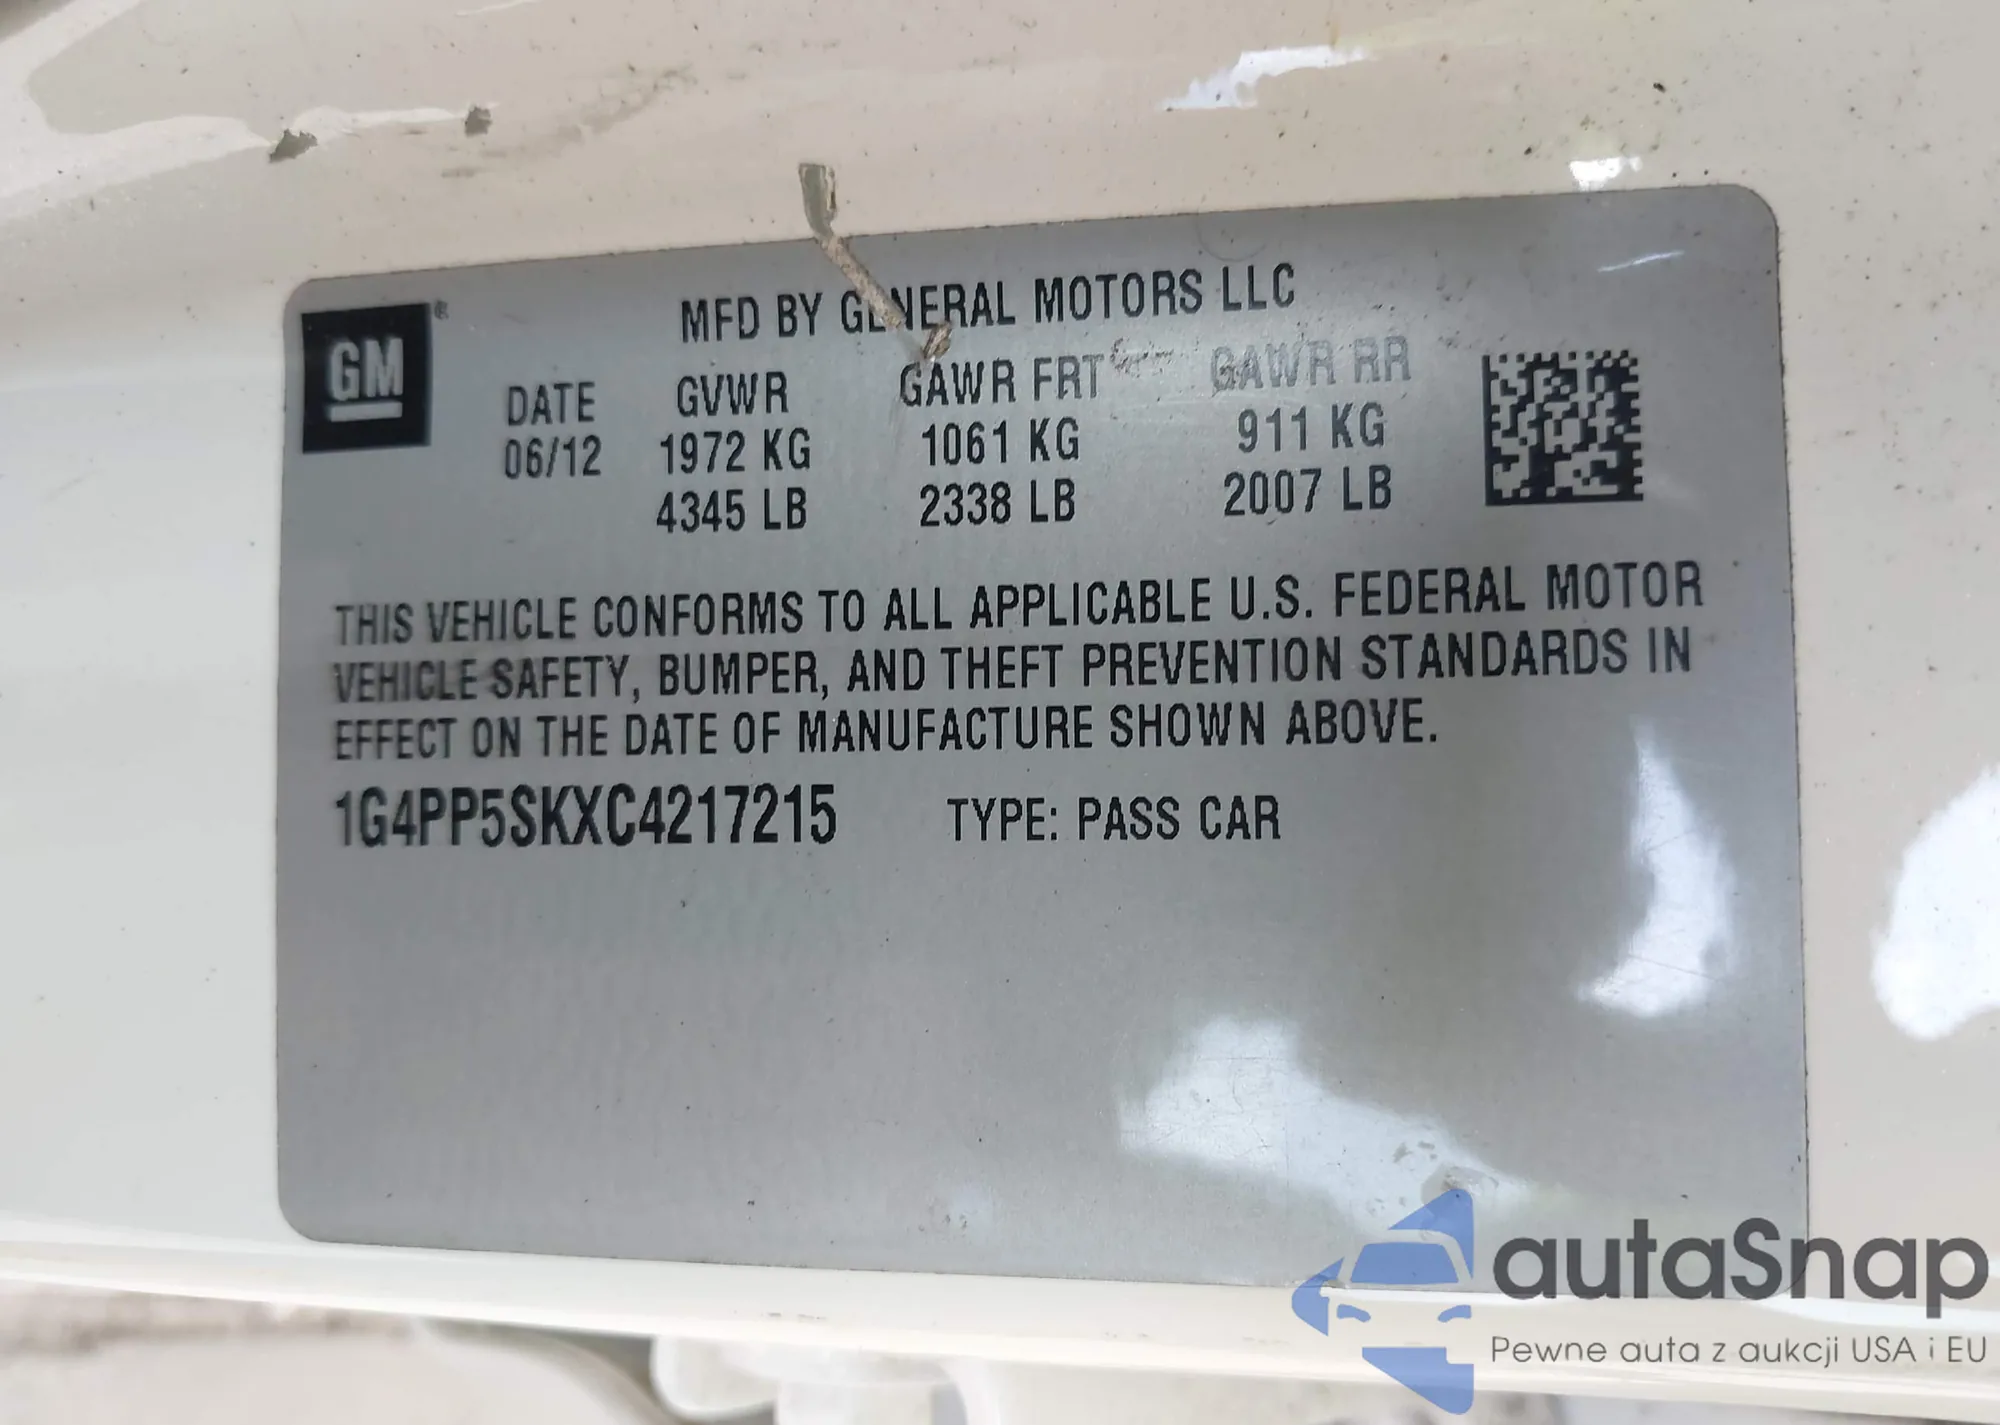 GM®
MFD BY GENERAL MOTORS LLC
DATE GVWR GAWR FRT GAWR RR
06/12 1972 KG 1061 KG 911 KG
4345 LB 2338 LB 2007 LB
THIS VEHICLE CONFORMS TO ALL APPLICABLE U.S. FEDERAL MOTOR
VEHICLE SAFETY, BUMPER, AND THEFT PREVENTION STANDARDS IN
EFFECT ON THE DATE OF MANUFACTURE SHOWN ABOVE.
1G4PP5SKXC4217215 TYPE: PASS CAR
autaSnap
Pewne auta z aukcji USA i EU